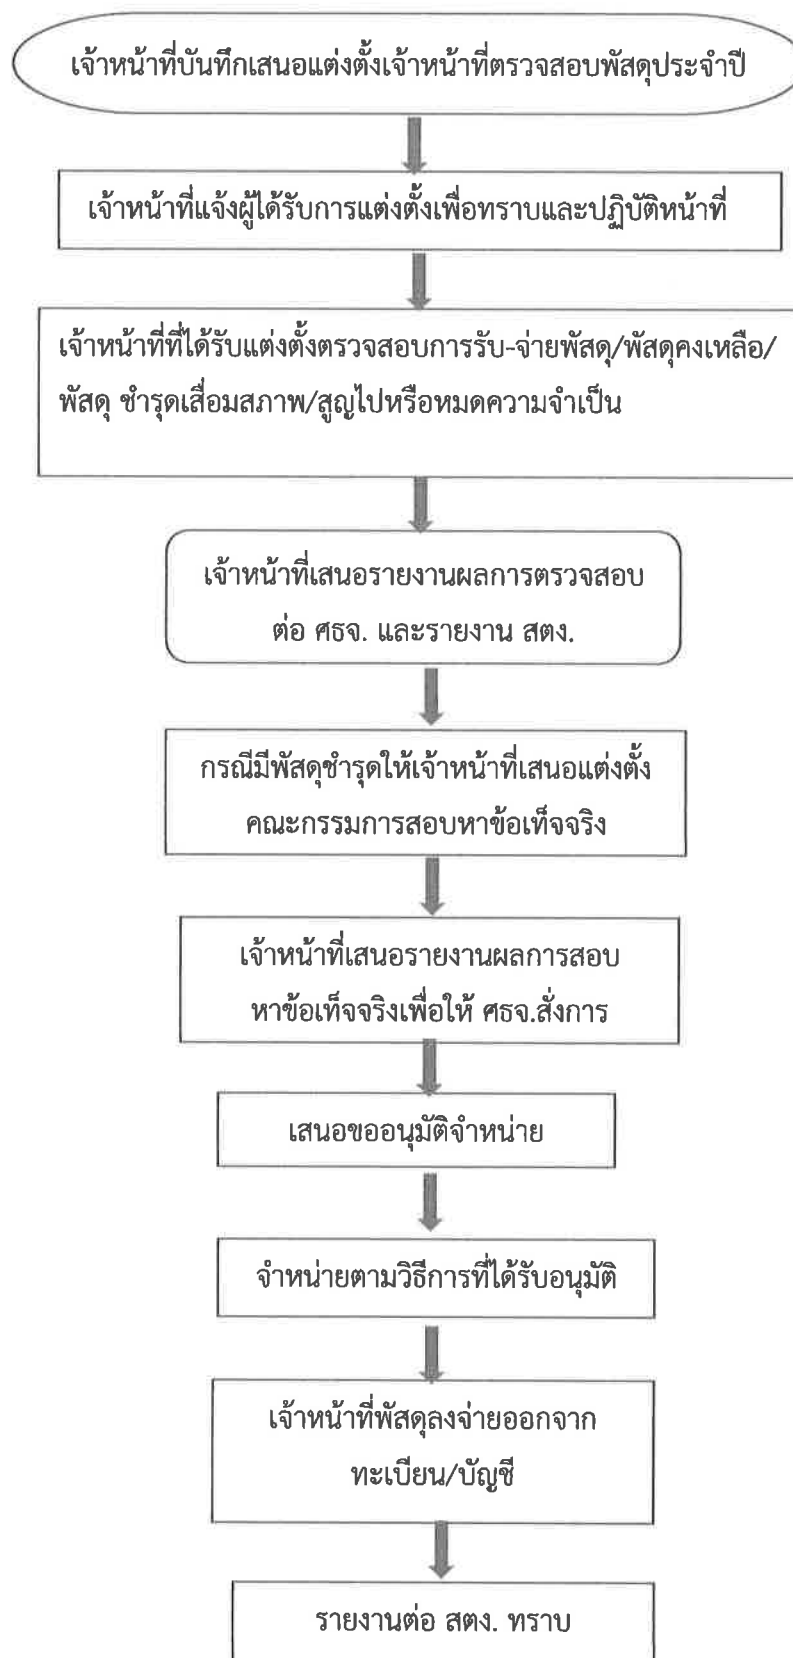 เจ้าหน้าที่บันทึกเสนอแต่งตั้งเจ้าหน้าที่ตรวจสอบพัสดุประจำปี
เจ้าหน้าที่แจ้งผู้ได้รับการแต่งตั้งเพื่อทราบและปฏิบัติหน้าที่
เจ้าหน้าที่ที่ได้รับแต่งตั้งตรวจสอบการรับ-จ่ายพัสดุ/พัสดุคงเหลือ/
พัสดุ ชำรุดเสื่อมสภาพ/สูญไปหรือหมดความจำเป็น
เจ้าหน้าที่เสนอรายงานผลการตรวจสอบ
ต่อ ศธจ. และรายงาน สตง.
กรณีมีพัสดุชำรุดให้เจ้าหน้าที่เสนอแต่งตั้ง
คณะกรรมการสอบหาข้อเท็จจริง
เจ้าหน้าที่เสนอรายงานผลการสอบ
หาข้อเท็จจริงเพื่อให้ ศธจ.สั่งการ
เสนอขออนุมัติจำหน่าย
จำหน่ายตามวิธีการที่ได้รับอนุมัติ
เจ้าหน้าที่พัสดุลงจ่ายออกจาก
ทะเบียน/บัญชี
รายงานต่อ สตง. ทราบ